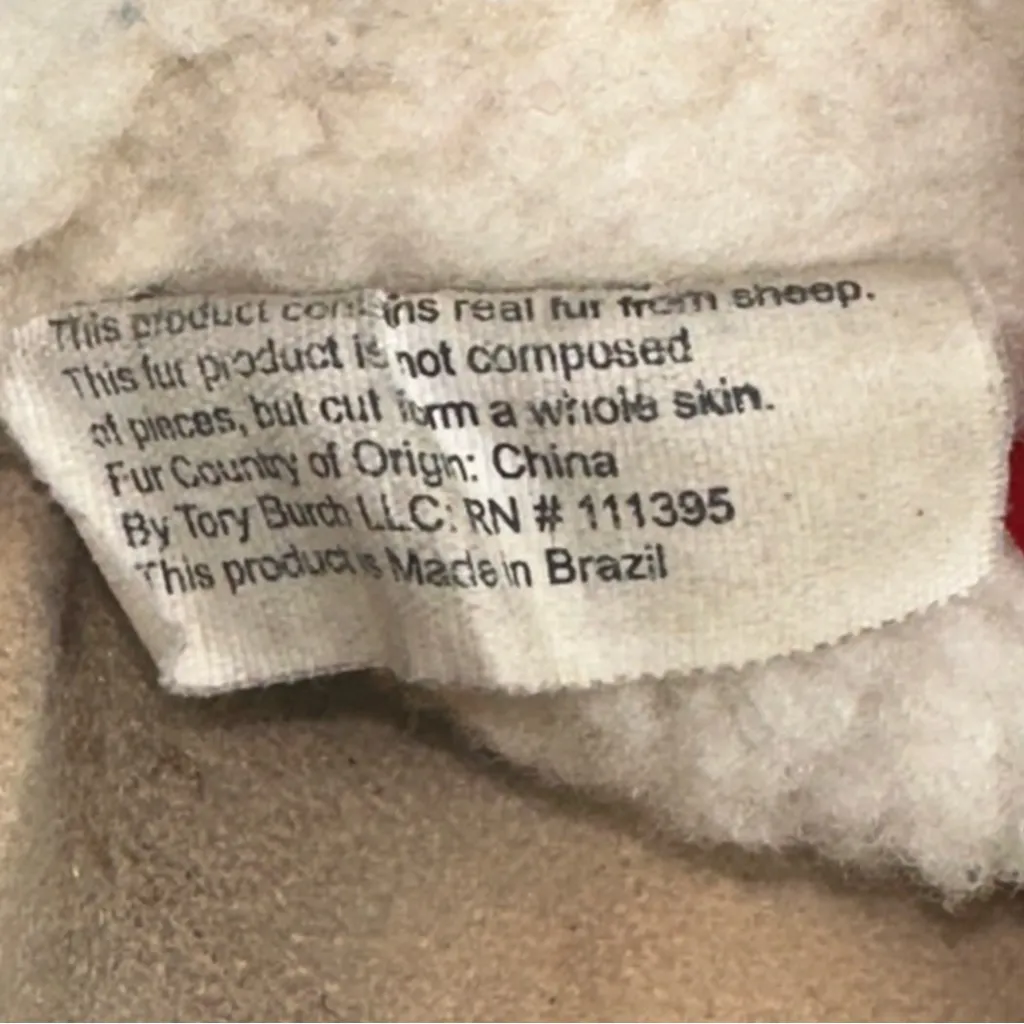 This product contains real fur from sheep.
This fur product is not composed
of pieces, but cut form a whole skin.
Fur Country of Origin: China
By Tory Burch LLC: RN # 111395
This product is Made in Brazil